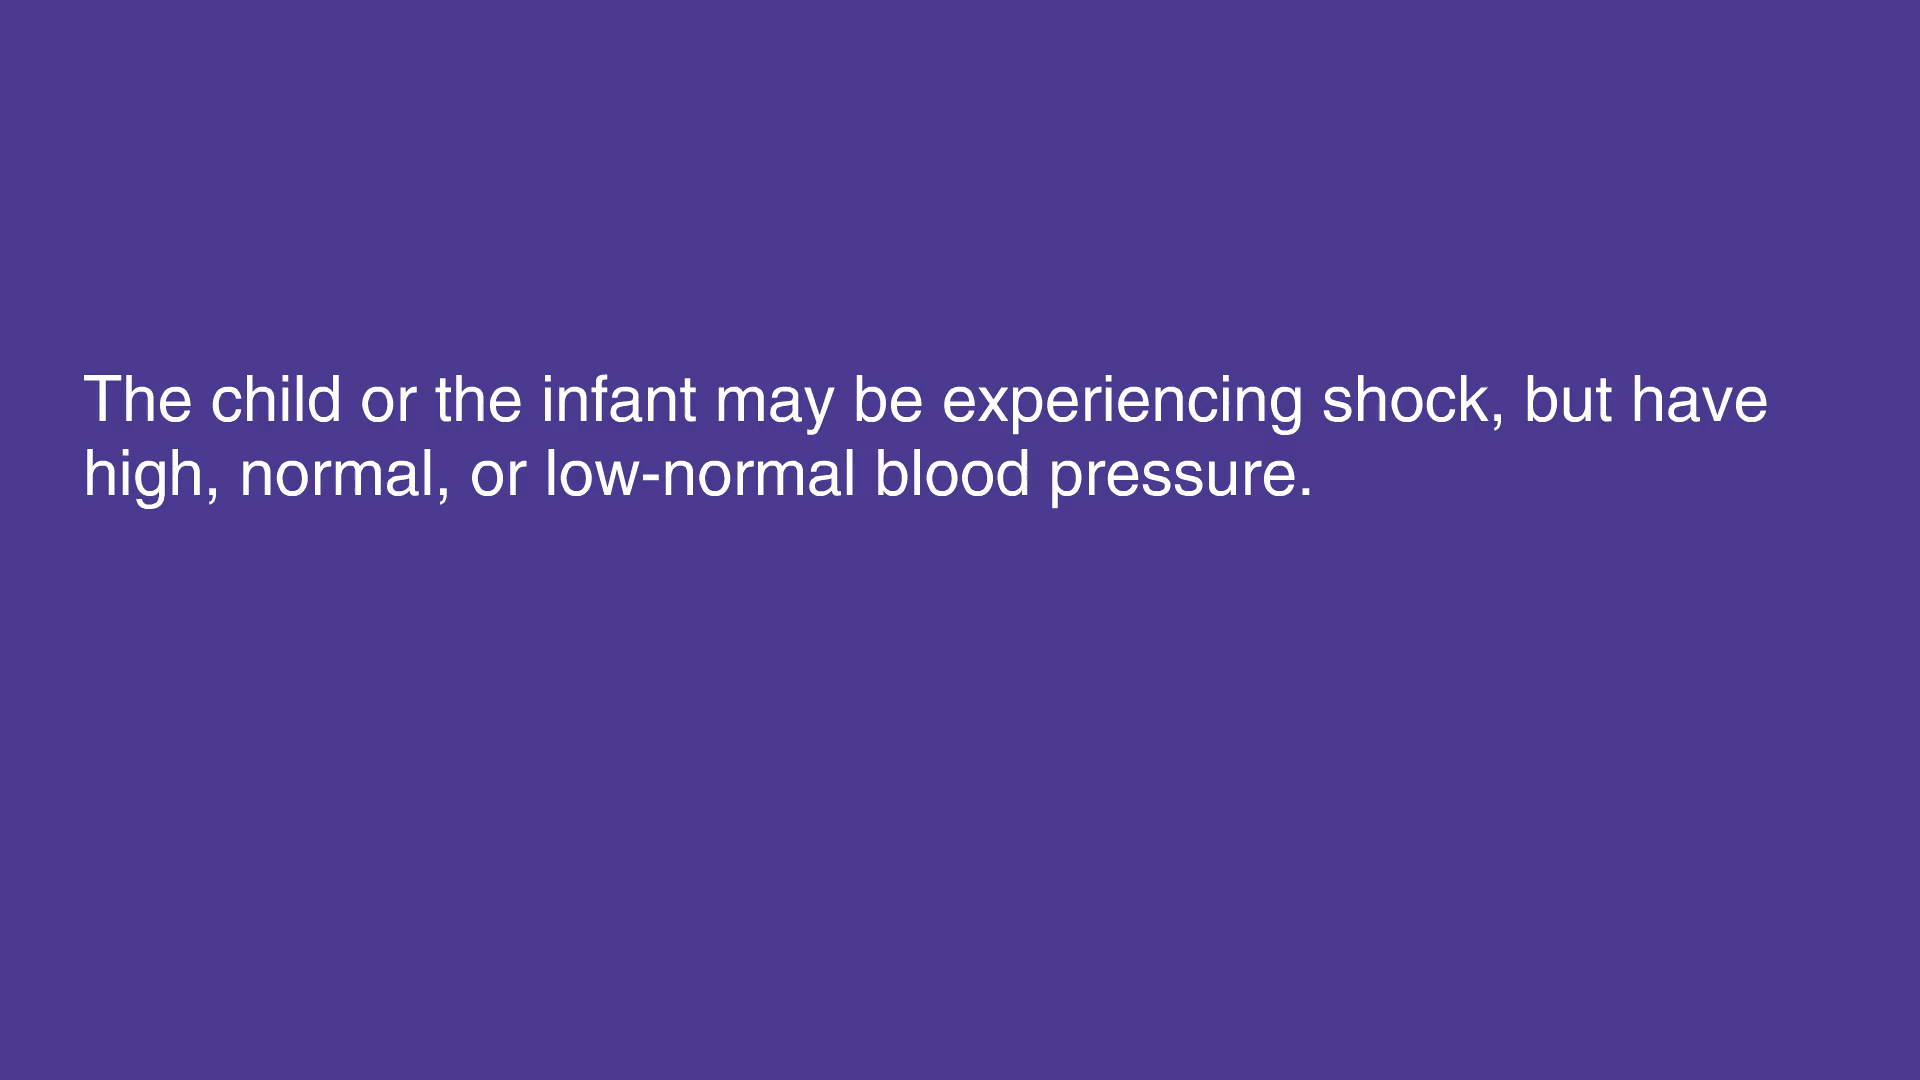 The child or the infant may be experiencing shock, but have
high, normal, or low-normal blood pressure.